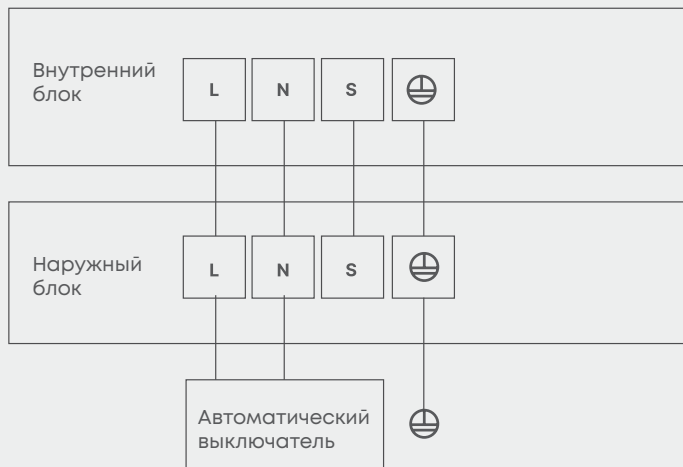 Внутренний
блок
L N S
Наружный
блок
L N S
Автоматический
выключатель